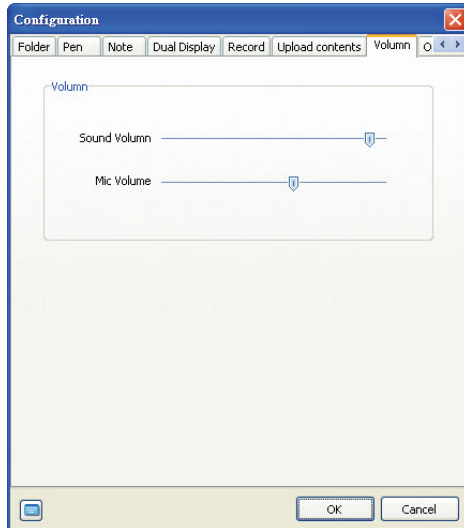 Configuration
Folder Pen Note Dual Display Record Upload contents Volumn O
Volumn
Sound Volumn
Mic Volume
OK Cancel